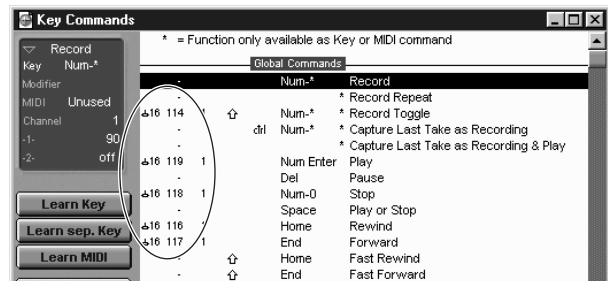 Key Commands
* = Function only available as Key or MIDI command
Record
Key Num-*
Modifier
MIDI Unused
Channel 1
-1- 90
-2- off
Learn Key
Learn sep. Key
Learn MIDI
Global Commands
- Num-* Record
- * Record Repeat
16 114 1 ⇧ Num-* * Record Toggle
- ctrl Num-* * Capture Last Take as Recording
- * Capture Last Take as Recording & Play
16 119 1 Num Enter Play
- Del Pause
16 118 1 Num-0 Stop
- Space Play or Stop
16 116 1 Home Rewind
16 117 1 End Forward
- ⇧ Home Fast Rewind
- ⇧ End Fast Forward